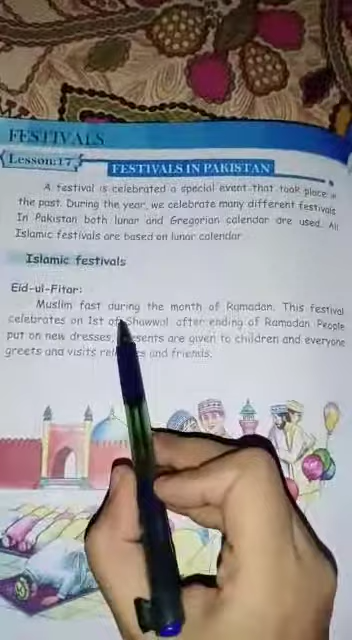 FESTIVALS
Lesson:17
FESTIVALS IN PAKISTAN
A festival is celebrated a special event that took place in
the past. During the year, we celebrate many different festivals
In Pakistan both lunar and Gregorian calendar are used. All
Islamic festivals are based on lunar calendar
Islamic festivals
Eid-ul-Fitar:
Muslim fast during the month of Ramadan. This festival
celebrates on 1st of Shawwal after ending of Ramadan People
put on new dresses, presents are given to children and everyone
greets and visits and friends.